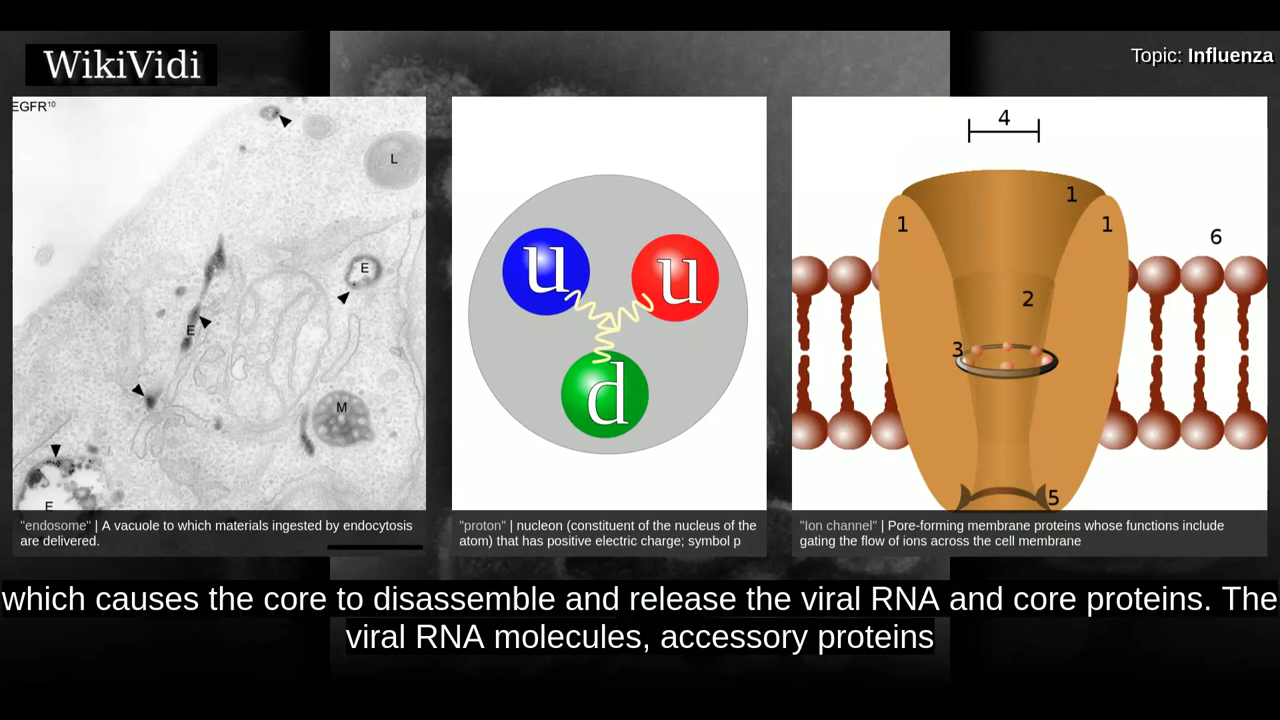 WikiVidi
Topic: Influenza
EGFR¹⁰
L
E
E
M
E
u
u
d
4
1
1
1
6
2
3
5
"endosome" | A vacuole to which materials ingested by endocytosis
are delivered.
"proton" | nucleon (constituent of the nucleus of the
atom) that has positive electric charge; symbol p
"Ion channel" | Pore-forming membrane proteins whose functions include
gating the flow of ions across the cell membrane
which causes the core to disassemble and release the viral RNA and core proteins. The
viral RNA molecules, accessory proteins